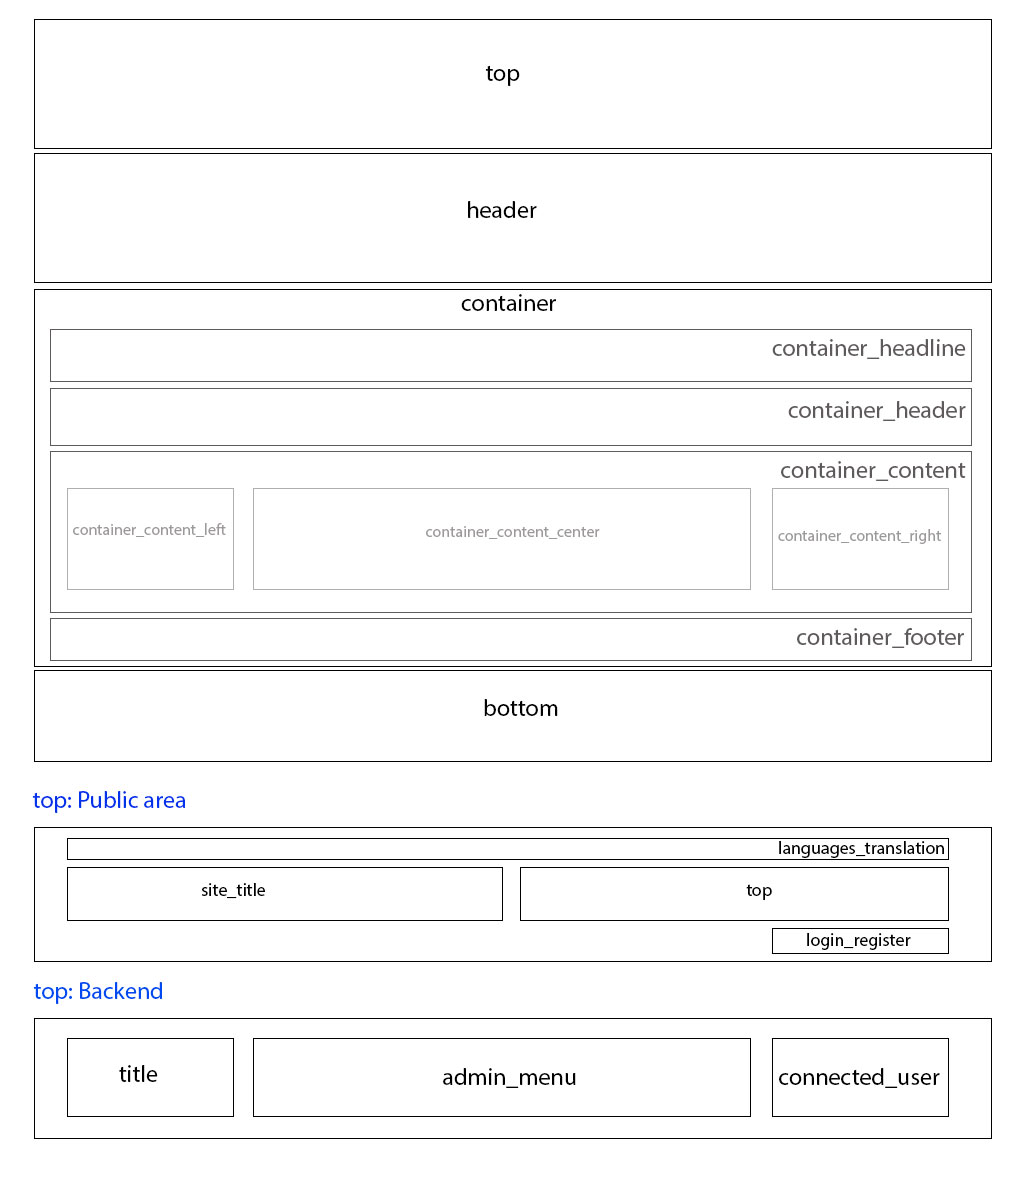 top
header
container
container_headline
container_header
container_content
container_content_left
container_content_center
container_content_right
container_footer
bottom
top: Public area
languages_translation
site_title
top
login_register
top: Backend
title
admin_menu
connected_user